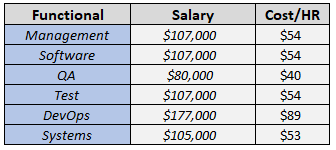 Functional Salary Cost/HR
Management $107,000 $54
Software $107,000 $54
QA $80,000 $40
Test $107,000 $54
DevOps $177,000 $89
Systems $105,000 $53